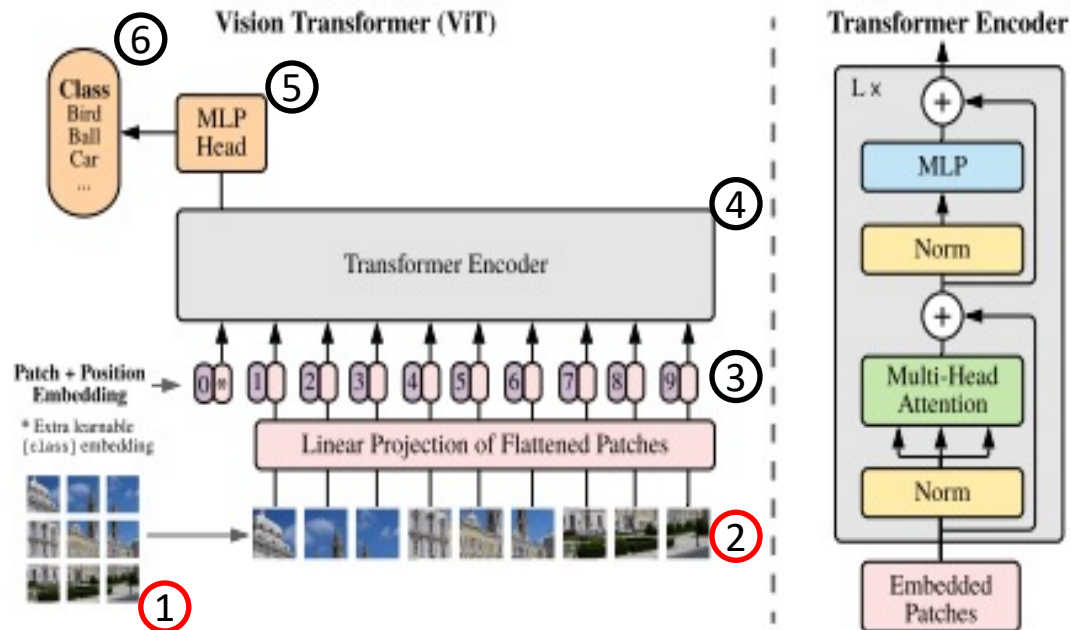 Vision Transformer (ViT)
6
Class
Bird
Ball
Car
...
5
MLP
Head
4
Transformer Encoder
Patch + Position
Embedding
0 * 1 2 3 4 5 6 7 8 9
3
* Extra learnable
[class] embedding
Linear Projection of Flattened Patches
2
1
Transformer Encoder
L ×
+
MLP
Norm
+
Multi-Head
Attention
Norm
Embedded
Patches